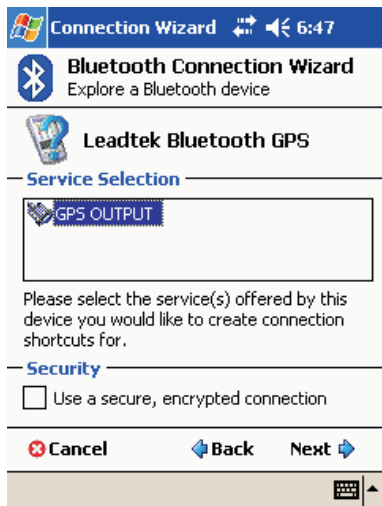 Connection Wizard 6:47
Bluetooth Connection Wizard
Explore a Bluetooth device
Leadtek Bluetooth GPS
Service Selection
GPS OUTPUT
Please select the service(s) offered by this
device you would like to create connection
shortcuts for.
Security
Use a secure, encrypted connection
Cancel Back Next